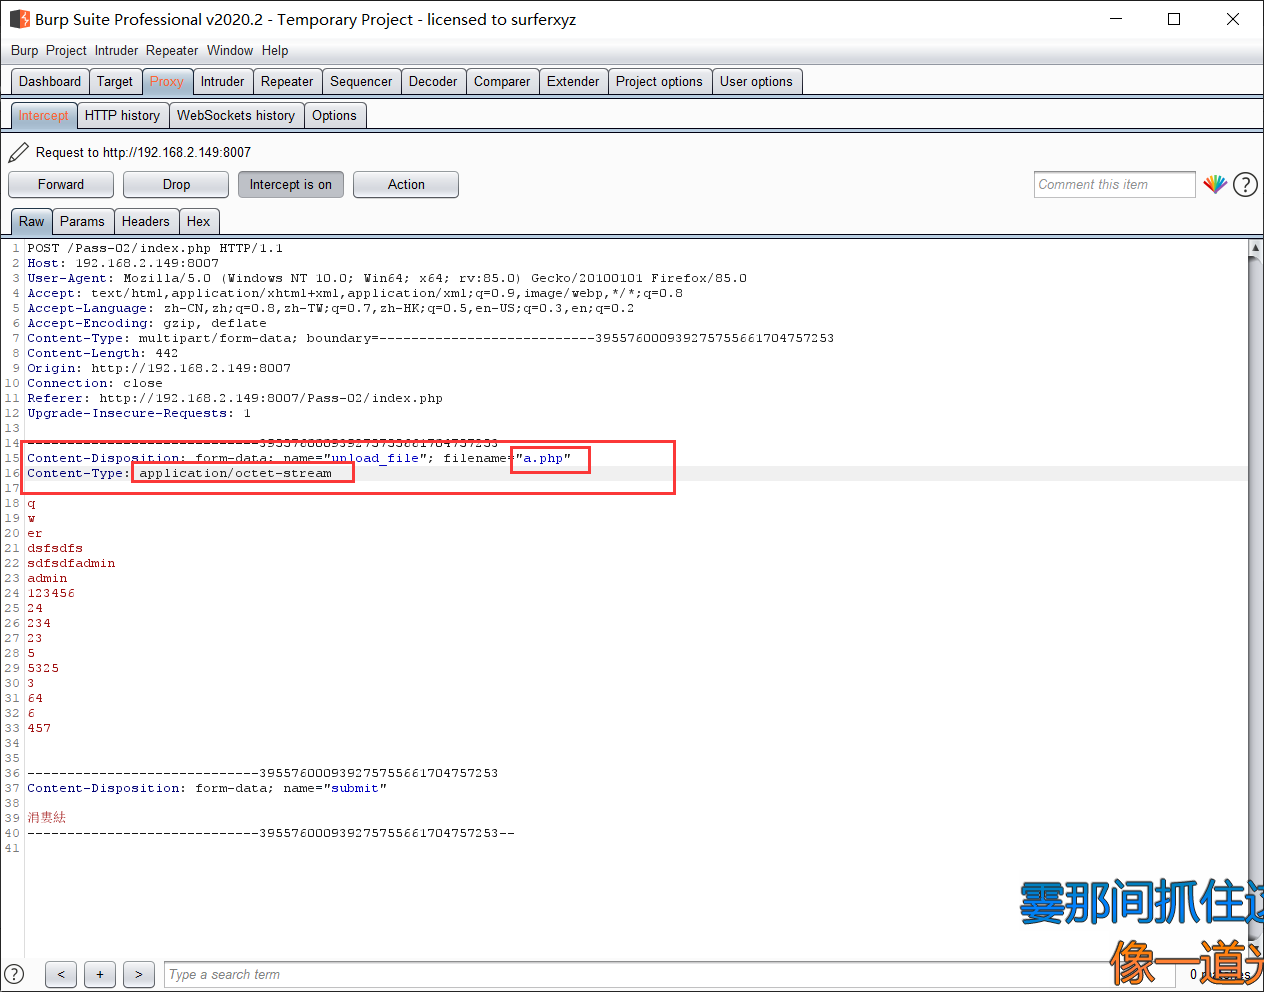 Burp Suite Professional v2020.2 - Temporary Project - licensed to surferxyz
Burp Project Intruder Repeater Window Help
Dashboard Target Proxy Intruder Repeater Sequencer Decoder Comparer Extender Project options User options
Intercept HTTP history WebSockets history Options
Request to http://192.168.2.149:8007
Forward Drop Intercept is on Action Comment this item ?
Raw Params Headers Hex
1 POST /Pass-02/index.php HTTP/1.1
2 Host: 192.168.2.149:8007
3 User-Agent: Mozilla/5.0 (Windows NT 10.0; Win64; x64; rv:85.0) Gecko/20100101 Firefox/85.0
4 Accept: text/html,application/xhtml+xml,application/xml;q=0.9,image/webp,*/*;q=0.8
5 Accept-Language: zh-CN,zh;q=0.8,zh-TW;q=0.7,zh-HK;q=0.5,en-US;q=0.3,en;q=0.2
6 Accept-Encoding: gzip, deflate
7 Content-Type: multipart/form-data; boundary=---------------------------395576000939275755661704757253
8 Content-Length: 442
9 Origin: http://192.168.2.149:8007
10 Connection: close
11 Referer: http://192.168.2.149:8007/Pass-02/index.php
12 Upgrade-Insecure-Requests: 1
13
14 -----------------------------395576000939275755661704757253
15 Content-Disposition: form-data; name="upload_file"; filename="a.php"
16 Content-Type: application/octet-stream
17
18 q
19 w
20 er
21 dsfsdfs
22 sdfsdfadmin
23 admin
24 123456
25 24
26 234
27 23
28 5
29 5325
30 3
31 64
32 6
33 457
34
35
36 -----------------------------395576000939275755661704757253
37 Content-Disposition: form-data; name="submit"
38
39 涓婁紶
40 -----------------------------395576000939275755661704757253--
41
霎那间抓住这
像一道光
? < + > Type a search term 0 matches